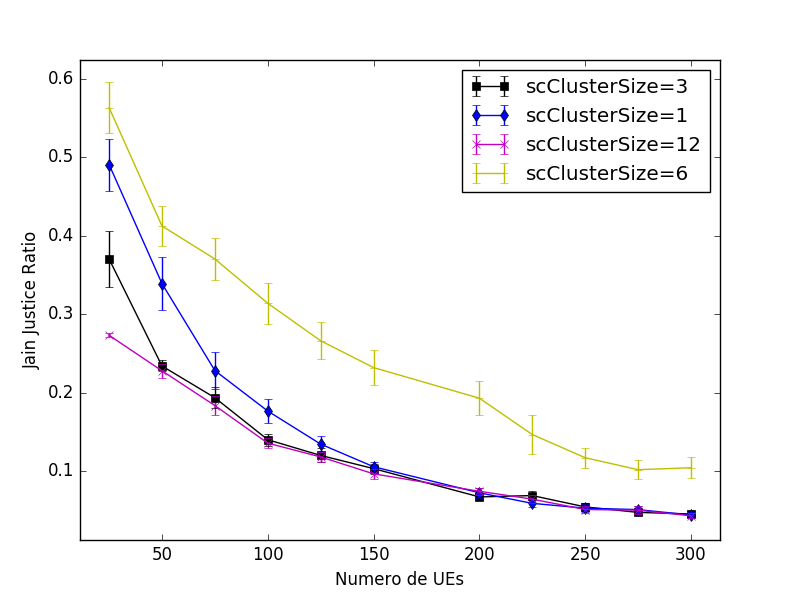 scClusterSize=3
scClusterSize=1
scClusterSize=12
scClusterSize=6
0.6
0.5
0.4
0.3
0.2
0.1
Jain Justice Ratio
50 100 150 200 250 300
Numero de UEs